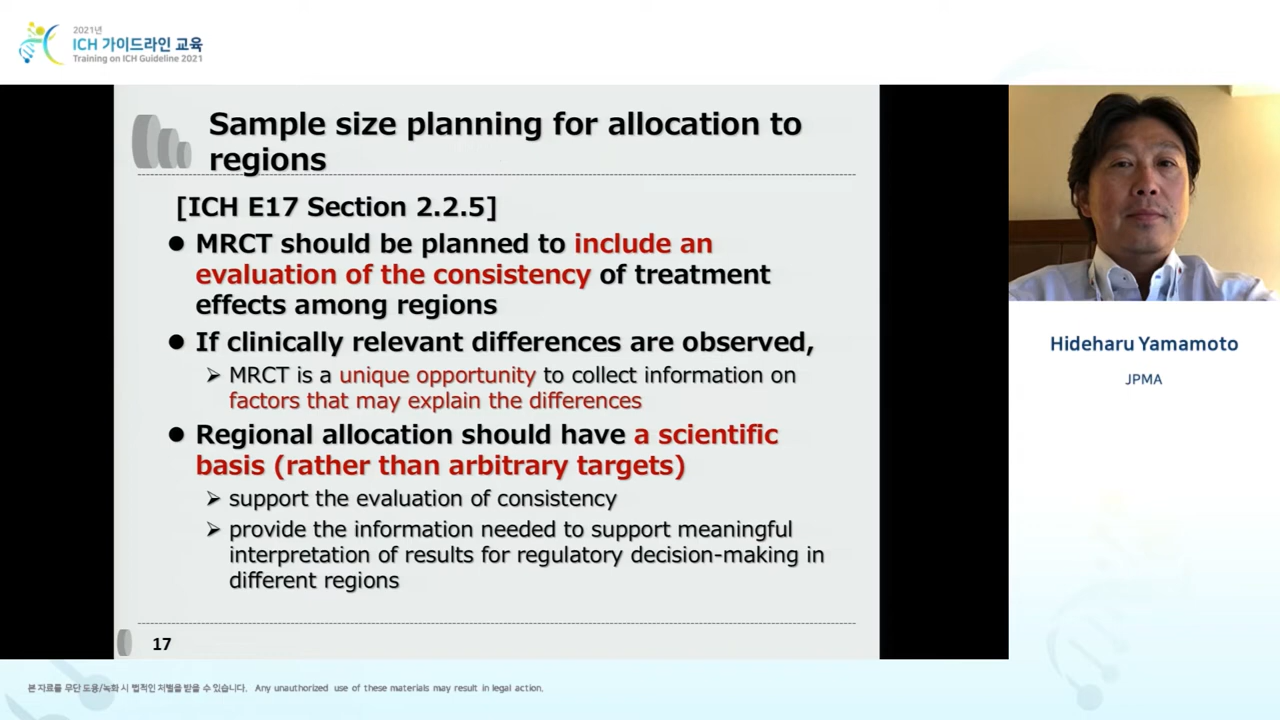 2021년
ICH 가이드라인 교육
Training on ICH Guideline 2021
Sample size planning for allocation to
regions
[ICH E17 Section 2.2.5]
● MRCT should be planned to include an
evaluation of the consistency of treatment
effects among regions
● If clinically relevant differences are observed,
➢ MRCT is a unique opportunity to collect information on
factors that may explain the differences
● Regional allocation should have a scientific
basis (rather than arbitrary targets)
➢ support the evaluation of consistency
➢ provide the information needed to support meaningful
interpretation of results for regulatory decision-making in
different regions
17
Hideharu Yamamoto
JPMA
본 자료를 무단 도용/녹화 시 법적인 처벌을 받을 수 있습니다. Any unauthorized use of these materials may result in legal action.